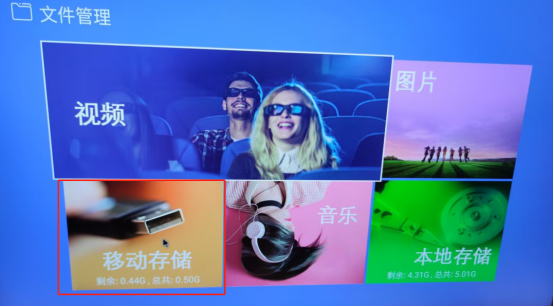 文件管理
视频
图片
移动存储
剩余: 0.44G , 总共: 0.50G
音乐
本地存储
剩余: 4.31G , 总共: 5.01G